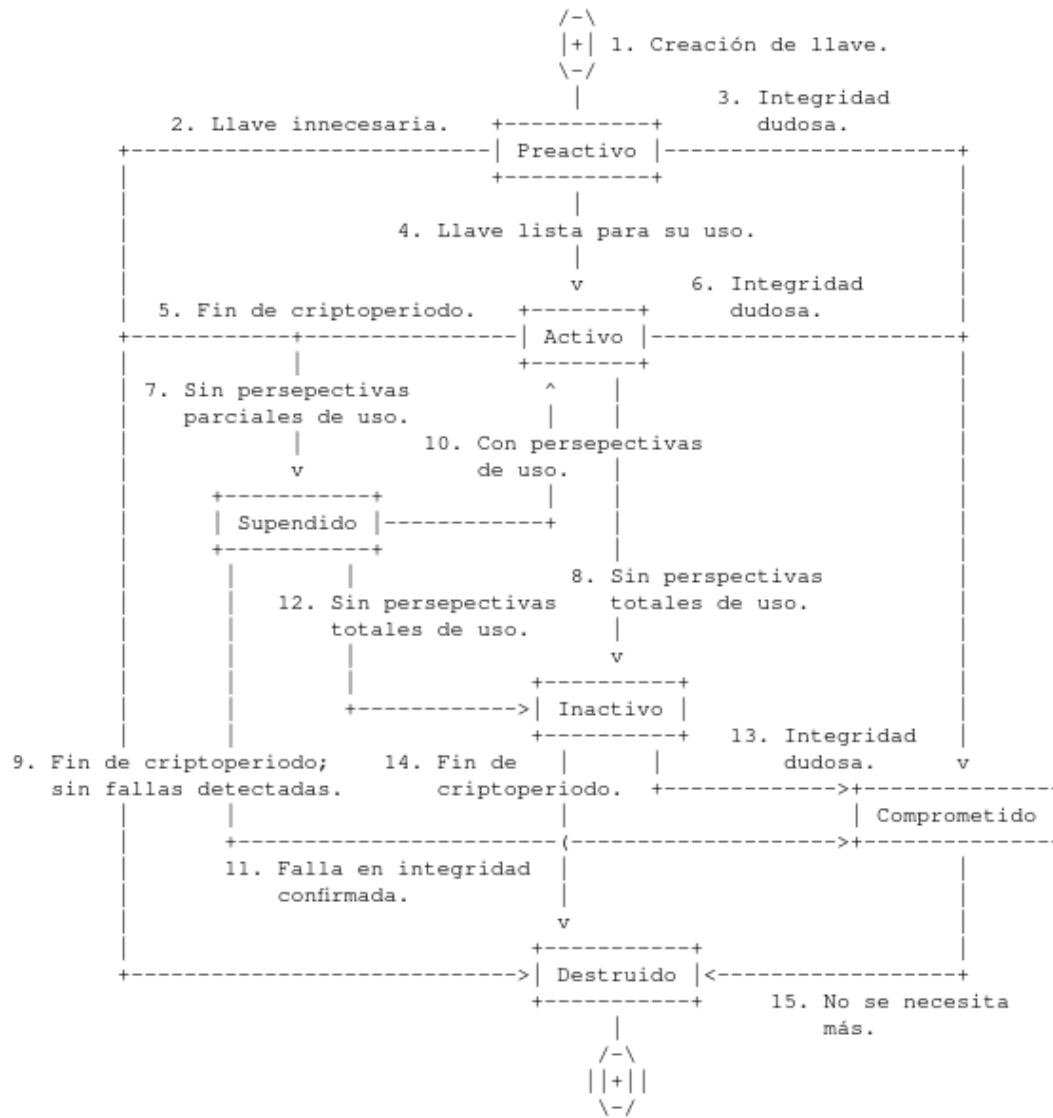 1. Creación de llave.
3. Integridad
dudosa.
2. Llave innecesaria.
Preactivo
4. Llave lista para su uso.
6. Integridad
dudosa.
5. Fin de criptoperiodo.
Activo
7. Sin persepectivas
parciales de uso.
10. Con persepectivas
de uso.
Supendido
8. Sin perspectivas
totales de uso.
12. Sin persepectivas
totales de uso.
Inactivo
13. Integridad
dudosa.
9. Fin de criptoperiodo;
sin fallas detectadas.
14. Fin de
criptoperiodo.
Comprometido
11. Falla en integridad
confirmada.
Destruido
15. No se necesita
más.